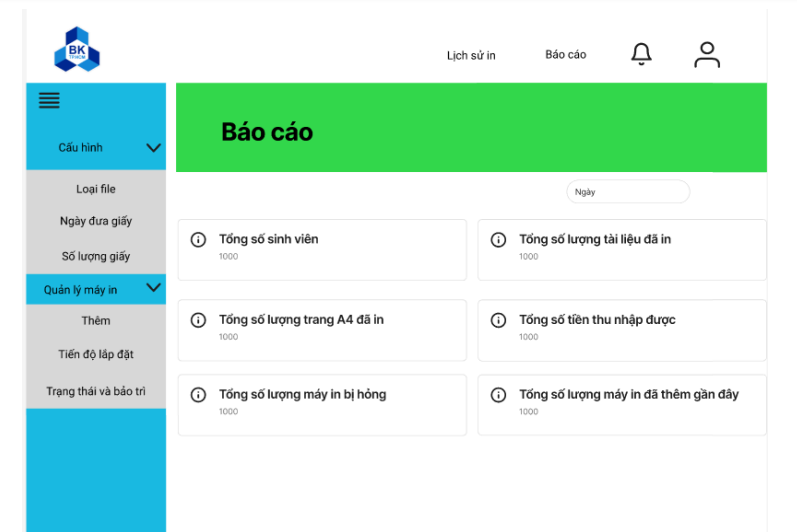 BK
TP.HCM
Lịch sử in
Báo cáo
Cấu hình
Báo cáo
Loại file
Ngày
Ngày đưa giấy
Số lượng giấy
Tổng số sinh viên
1000
Tổng số lượng tài liệu đã in
1000
Quản lý máy in
Thêm
Tiến độ lắp đặt
Trạng thái và bảo trì
Tổng số lượng trang A4 đã in
1000
Tổng số tiền thu nhập được
1000
Tổng số lượng máy in bị hỏng
1000
Tổng số lượng máy in đã thêm gần đây
1000